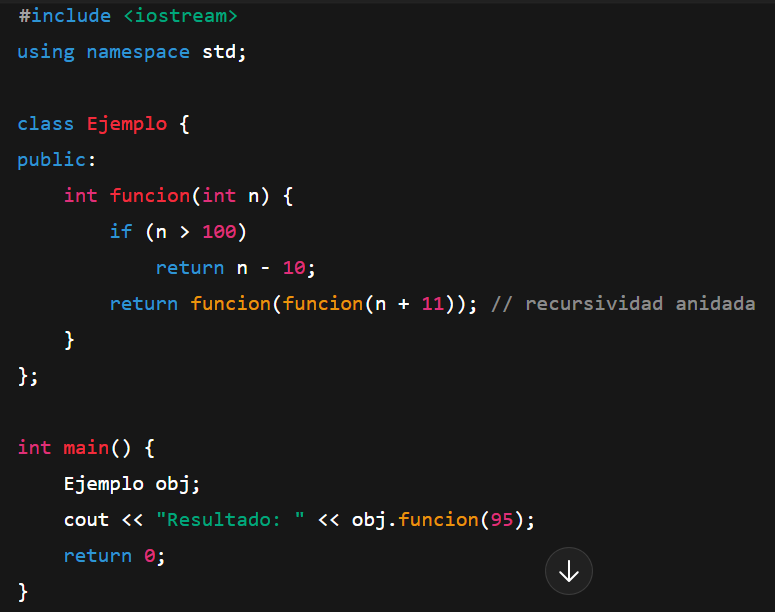 #include <iostream>
using namespace std;

class Ejemplo {
public:
    int funcion(int n) {
        if (n > 100)
            return n - 10;
        return funcion(funcion(n + 11)); // recursividad anidada
    }
};

int main() {
    Ejemplo obj;
    cout << "Resultado: " << obj.funcion(95);
    return 0;
}